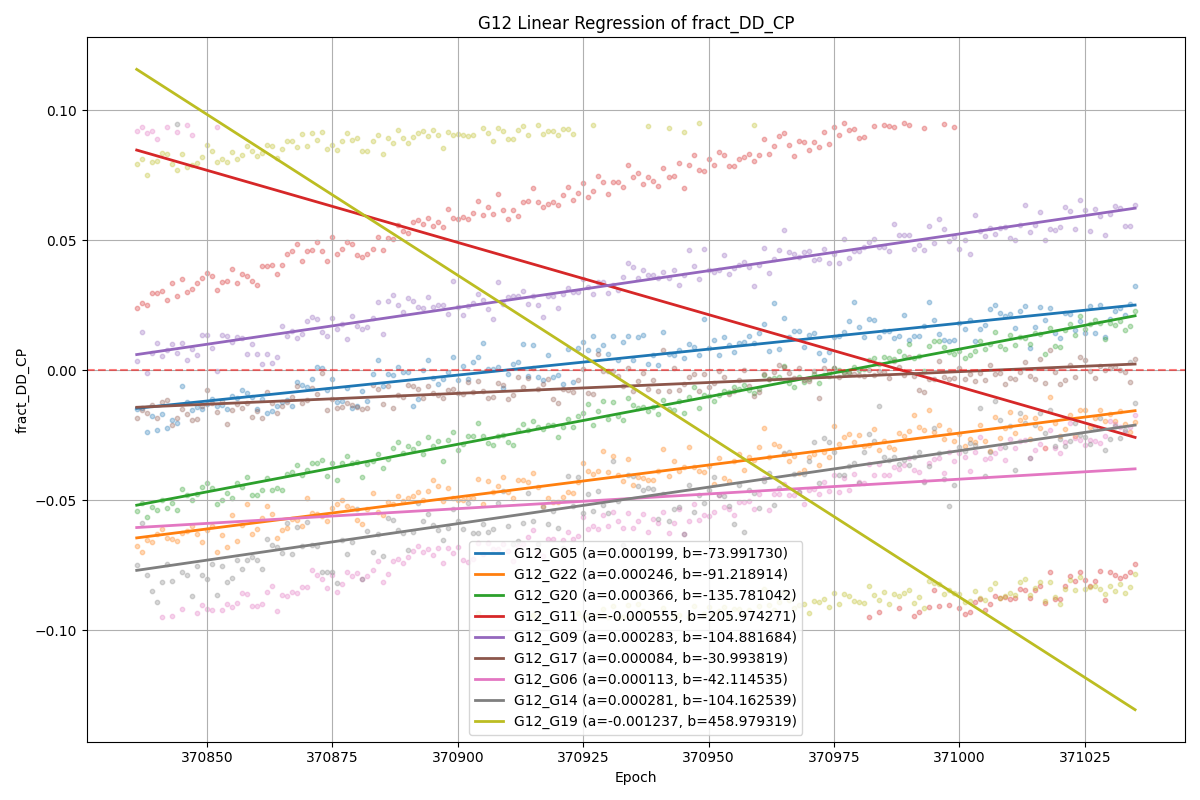 G12 Linear Regression of fract_DD_CP
fract_DD_CP
0.10
0.05
0.00
−0.05
−0.10
G12_G05 (a=0.000199, b=-73.991730)
G12_G22 (a=0.000246, b=-91.218914)
G12_G20 (a=0.000366, b=-135.781042)
G12_G11 (a=-0.000555, b=205.974271)
G12_G09 (a=0.000283, b=-104.881684)
G12_G17 (a=0.000084, b=-30.993819)
G12_G06 (a=0.000113, b=-42.114535)
G12_G14 (a=0.000281, b=-104.162539)
G12_G19 (a=-0.001237, b=458.979319)
370850 370875 370900 370925 370950 370975 371000 371025
Epoch